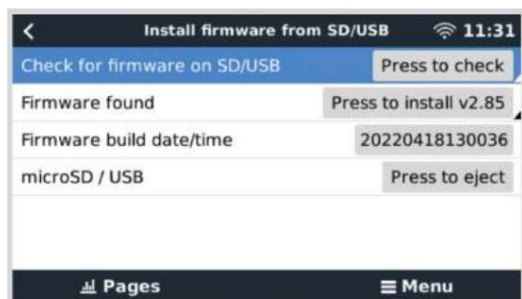 Install firmware from SD/USB 11:31
Check for firmware on SD/USB Press to check
Firmware found Press to install v2.85
Firmware build date/time 20220418130036
microSD / USB Press to eject
Pages Menu